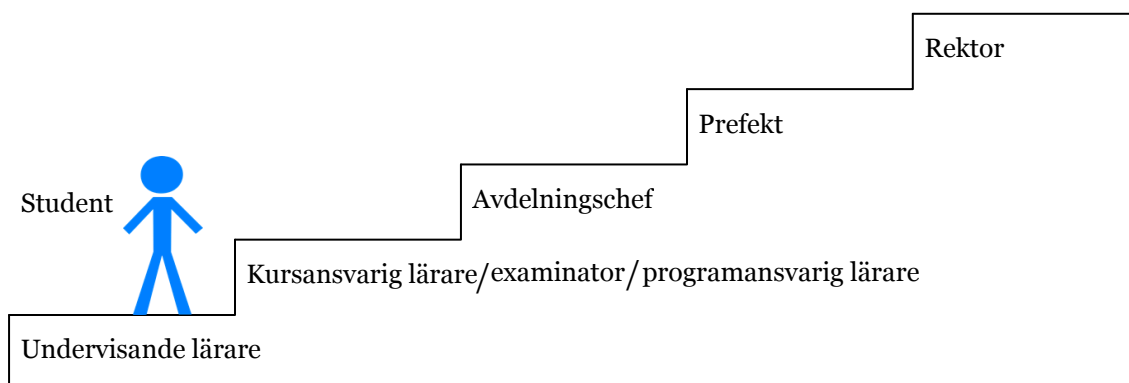 Rektor
Prefekt
Avdelningschef
Student
Kursansvarig lärare/examinator/programansvarig lärare
Undervisande lärare